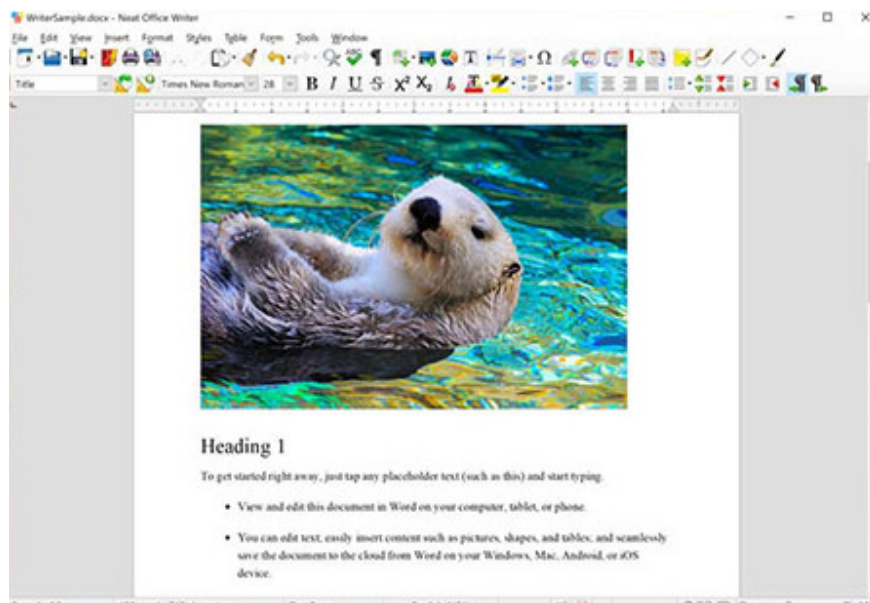 WriterSample.docx - Neat Office Writer
File Edit View Insert Format Styles Table Form Tools Window
Title Times New Roman 28 B I U S X² X₂
Heading 1
To get started right away, just tap any placeholder text (such as this) and start typing.
• View and edit this document in Word on your computer, tablet, or phone.
• You can edit text; easily insert content such as pictures, shapes, and tables; and seamlessly
save the document to the cloud from Word on your Windows, Mac, Android, or iOS
device.